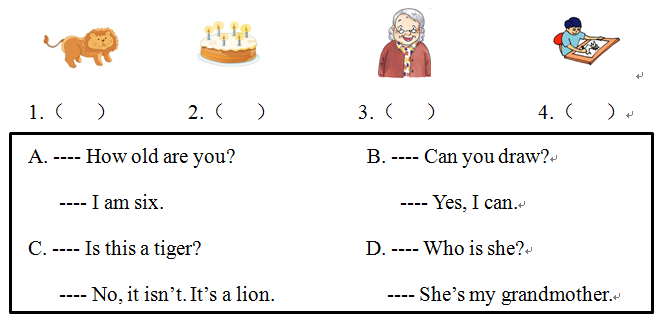 1.（ ） 2.（ ） 3.（ ） 4.（ ）
A. ---- How old are you? B. ---- Can you draw?
---- I am six. ---- Yes, I can.
C. ---- Is this a tiger? D. ---- Who is she?
---- No, it isn’t. It’s a lion. ---- She’s my grandmother.